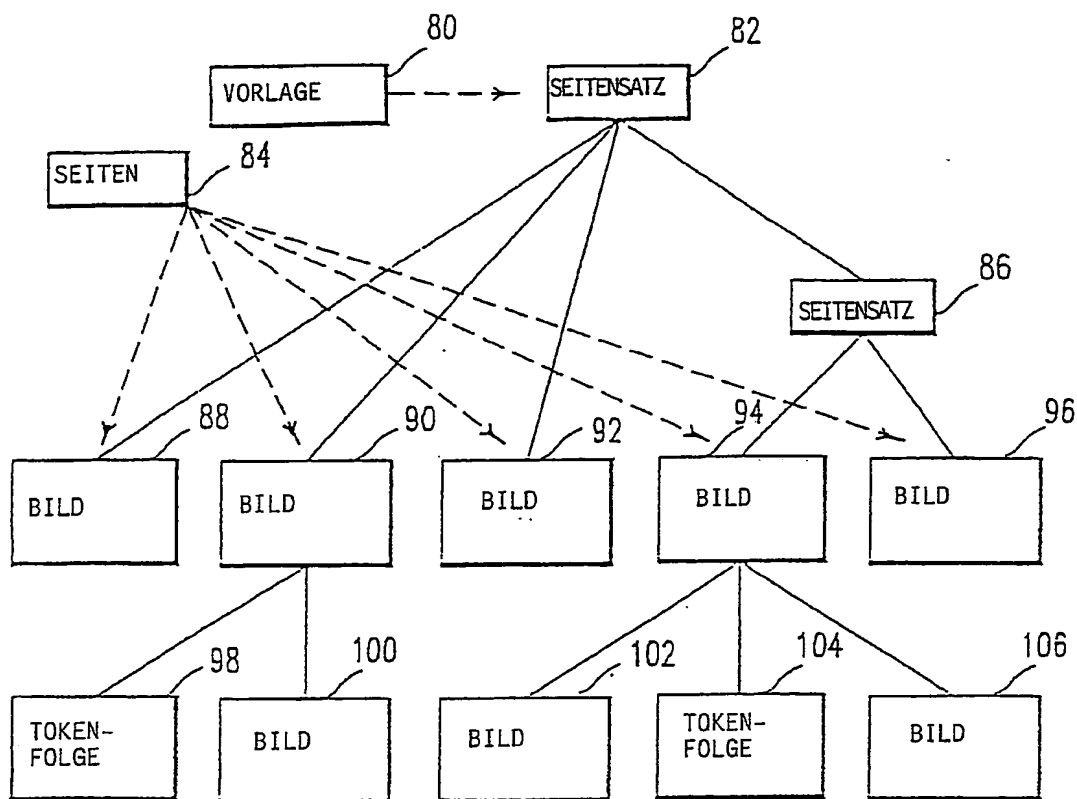 80
82
VORLAGE
SEITENSATZ
84
SEITEN
86
SEITENSATZ
88
90
92
94
96
BILD
BILD
BILD
BILD
BILD
98
100
102
104
106
TOKEN-
FOLGE
BILD
BILD
TOKEN-
FOLGE
BILD